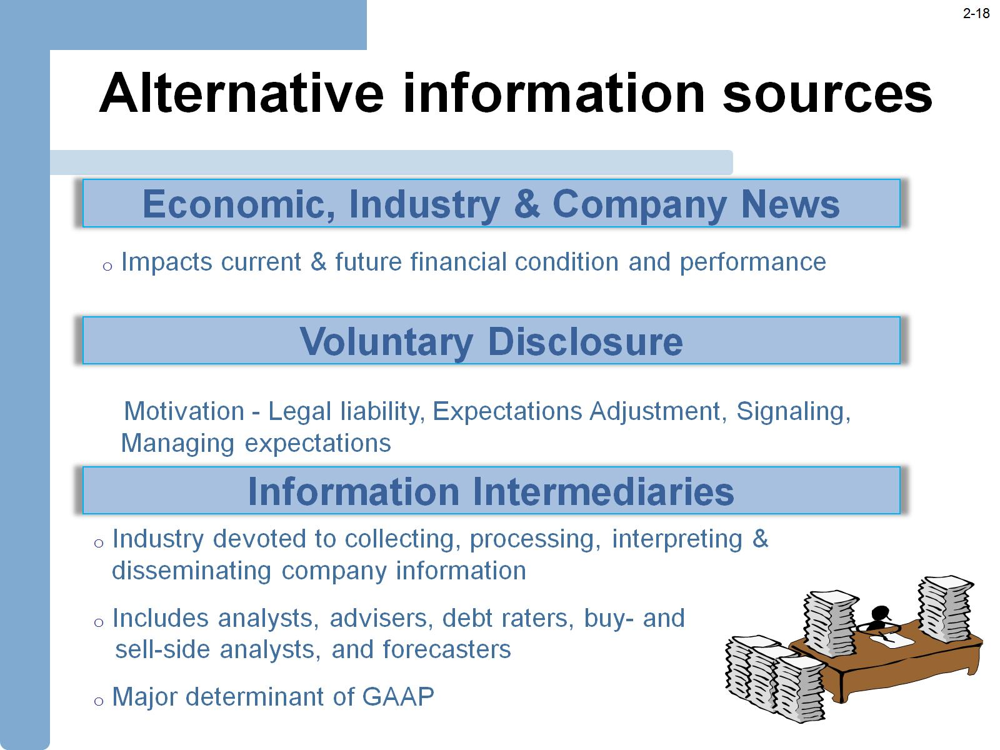 2-18
Alternative information sources
Economic, Industry & Company News
o Impacts current & future financial condition and performance
Voluntary Disclosure
Motivation - Legal liability, Expectations Adjustment, Signaling,
Managing expectations
Information Intermediaries
o Industry devoted to collecting, processing, interpreting &
disseminating company information
o Includes analysts, advisers, debt raters, buy- and
sell-side analysts, and forecasters
o Major determinant of GAAP